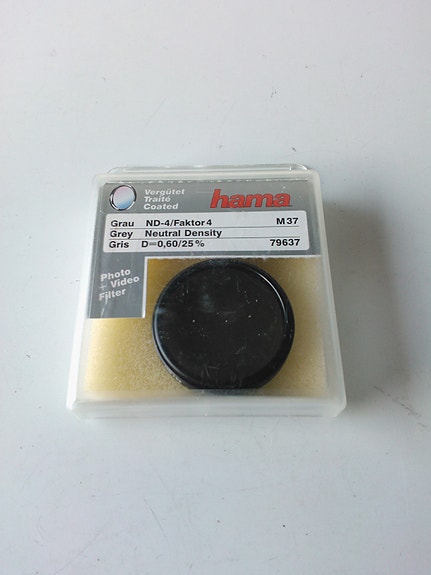 Vergütet
Traité
Coated
hama
Grau ND-4/Faktor 4 M 37
Grey Neutral Density
Gris D=0,60/25 % 79637
Photo
+ Video
Filter